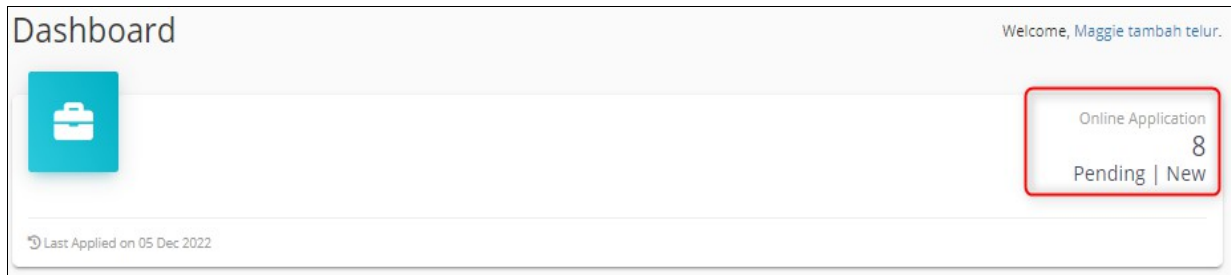 Dashboard
Welcome, Maggie tambah telur.
Online Application
8
Pending | New
Last Applied on 05 Dec 2022